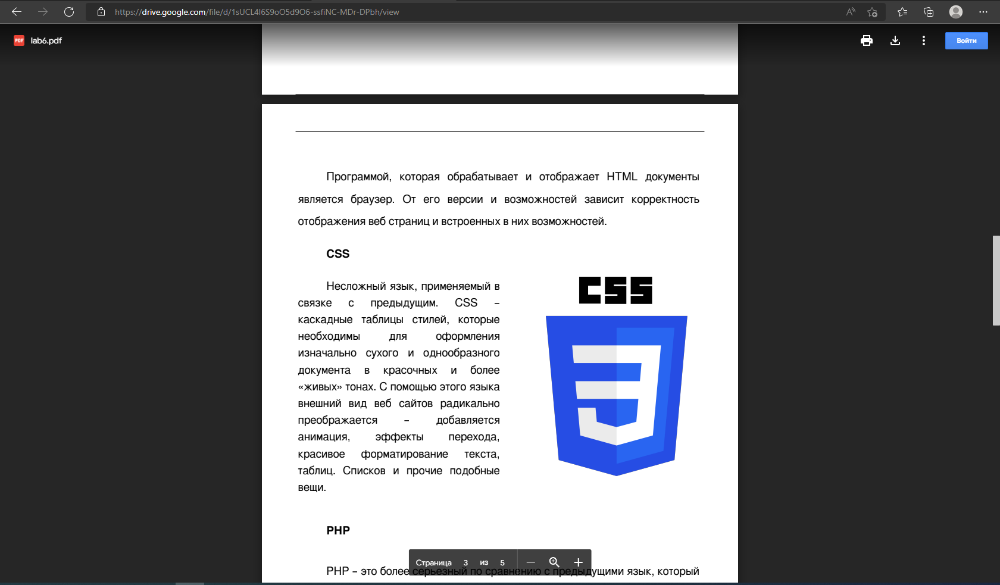 https://drive.google.com/file/d/1sUCL4I6S9oO5d9O6-ssfiNC-MDr-DPbh/view
PDF lab6.pdf
Войти
Программой, которая обрабатывает и отображает HTML документы
является браузер. От его версии и возможностей зависит корректность
отображения веб страниц и встроенных в них возможностей.
CSS
Несложный язык, применяемый в
связке с предыдущим. CSS –
каскадные таблицы стилей, которые
необходимы для оформления
изначально сухого и однообразного
документа в красочных и более
«живых» тонах. С помощью этого языка
внешний вид веб сайтов радикально
преображается – добавляется
анимация, эффекты перехода,
красивое форматирование текста,
таблиц. Списков и прочие подобные
вещи.
CSS
3
PHP
Страница 3 из 5
PHP – это более серьезный по сравнению с предыдущими язык, который